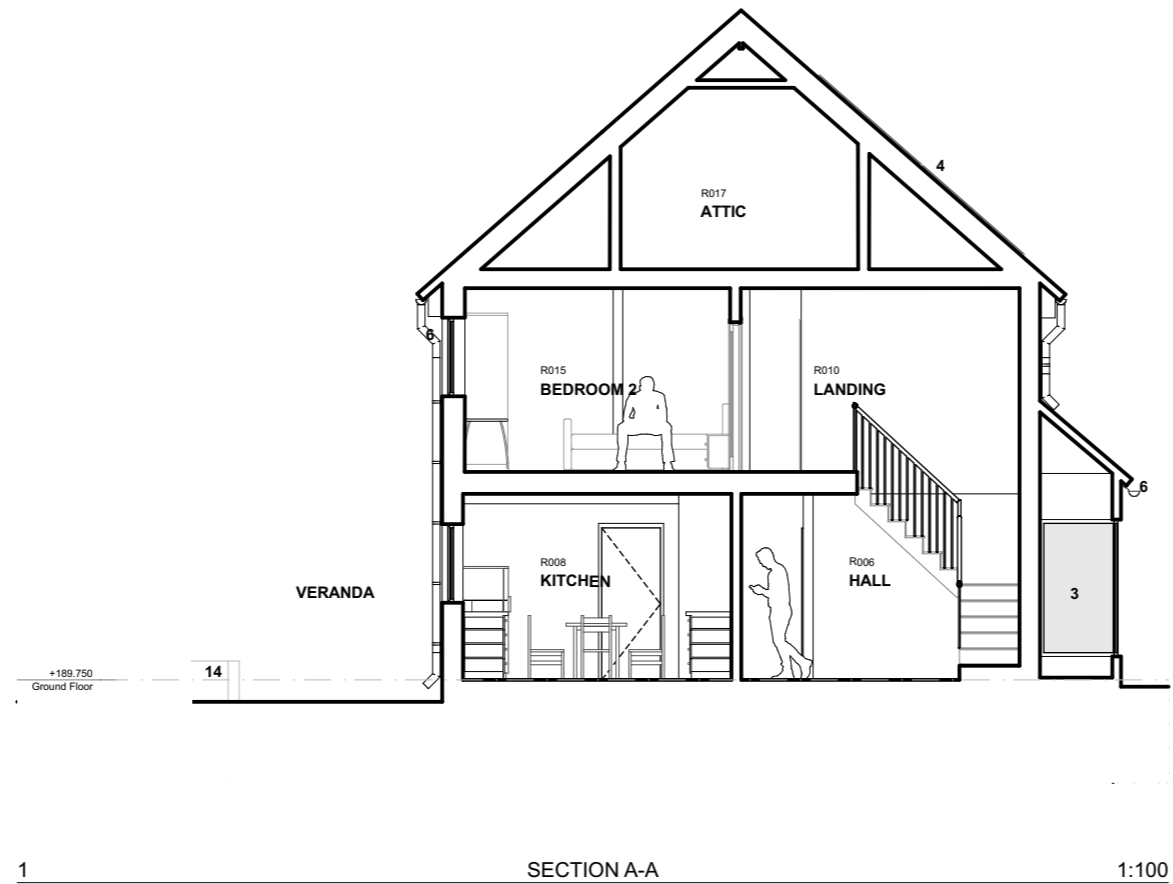 4
R017
ATTIC
6
R015
BEDROOM 2
R010
LANDING
6
R008
KITCHEN
R006
HALL
VERANDA
3
+189.750
Ground Floor
14
1 SECTION A-A 1:100